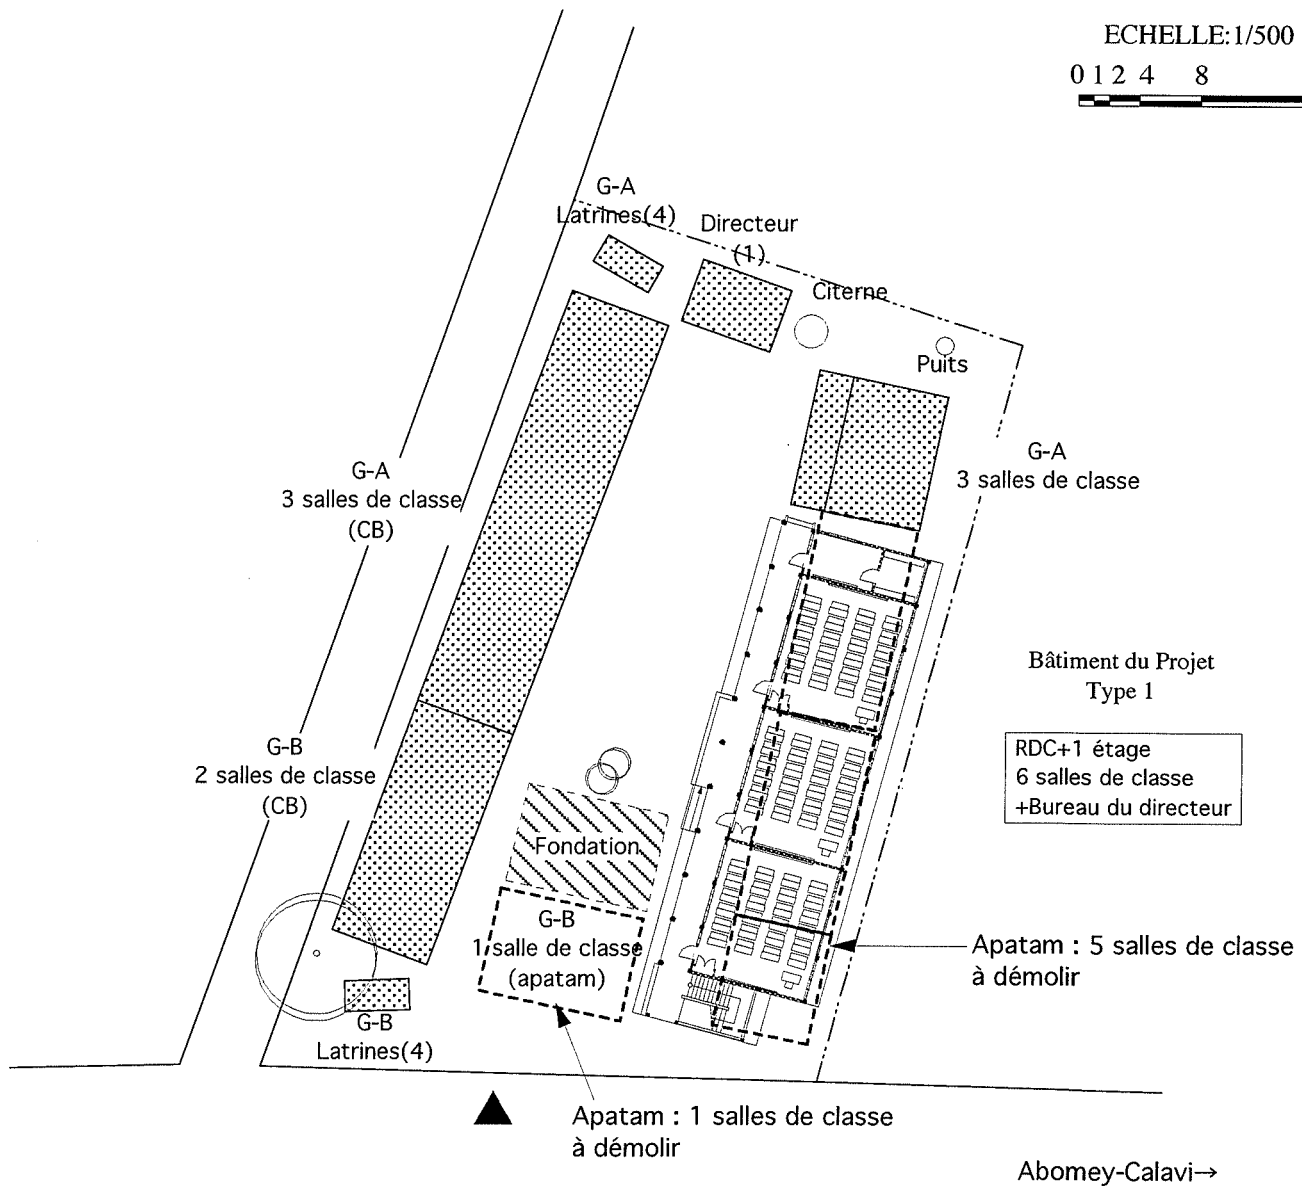 ECHELLE:1/500
0 1 2 4 8
G-A
Latrines(4)
Directeur
(1)
Citerne
Puits
G-A
3 salles de classe
(CB)
G-A
3 salles de classe
Bâtiment du Projet
Type 1
RDC+1 étage
6 salles de classe
+Bureau du directeur
G-B
2 salles de classe
(CB)
Fondation
G-B
1 salle de classe
(apatam)
Apatam : 5 salles de classe
à démolir
G-B
Latrines(4)
Apatam : 1 salles de classe
à démolir
Abomey-Calavi→